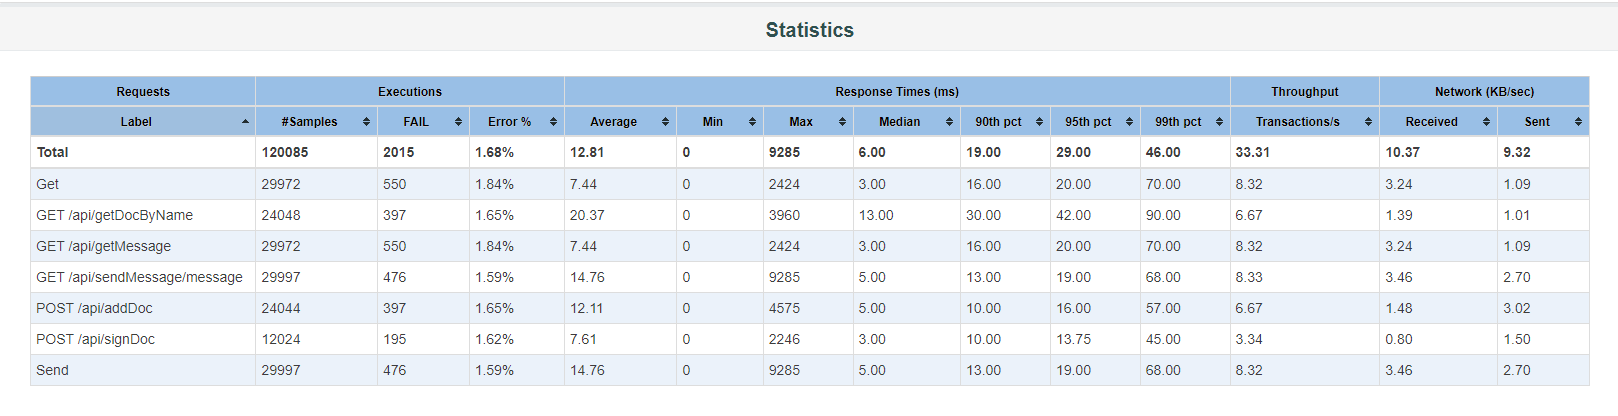 Statistics
Requests Executions Response Times (ms) Throughput Network (KB/sec)
Label #Samples FAIL Error % Average Min Max Median 90th pct 95th pct 99th pct Transactions/s Received Sent
Total 120085 2015 1.68% 12.81 0 9285 6.00 19.00 29.00 46.00 33.31 10.37 9.32
Get 29972 550 1.84% 7.44 0 2424 3.00 16.00 20.00 70.00 8.32 3.24 1.09
GET /api/getDocByName 24048 397 1.65% 20.37 0 3960 13.00 30.00 42.00 90.00 6.67 1.39 1.01
GET /api/getMessage 29972 550 1.84% 7.44 0 2424 3.00 16.00 20.00 70.00 8.32 3.24 1.09
GET /api/sendMessage/message 29997 476 1.59% 14.76 0 9285 5.00 13.00 19.00 68.00 8.33 3.46 2.70
POST /api/addDoc 24044 397 1.65% 12.11 0 4575 5.00 10.00 16.00 57.00 6.67 1.48 3.02
POST /api/signDoc 12024 195 1.62% 7.61 0 2246 3.00 10.00 13.75 45.00 3.34 0.80 1.50
Send 29997 476 1.59% 14.76 0 9285 5.00 13.00 19.00 68.00 8.32 3.46 2.70